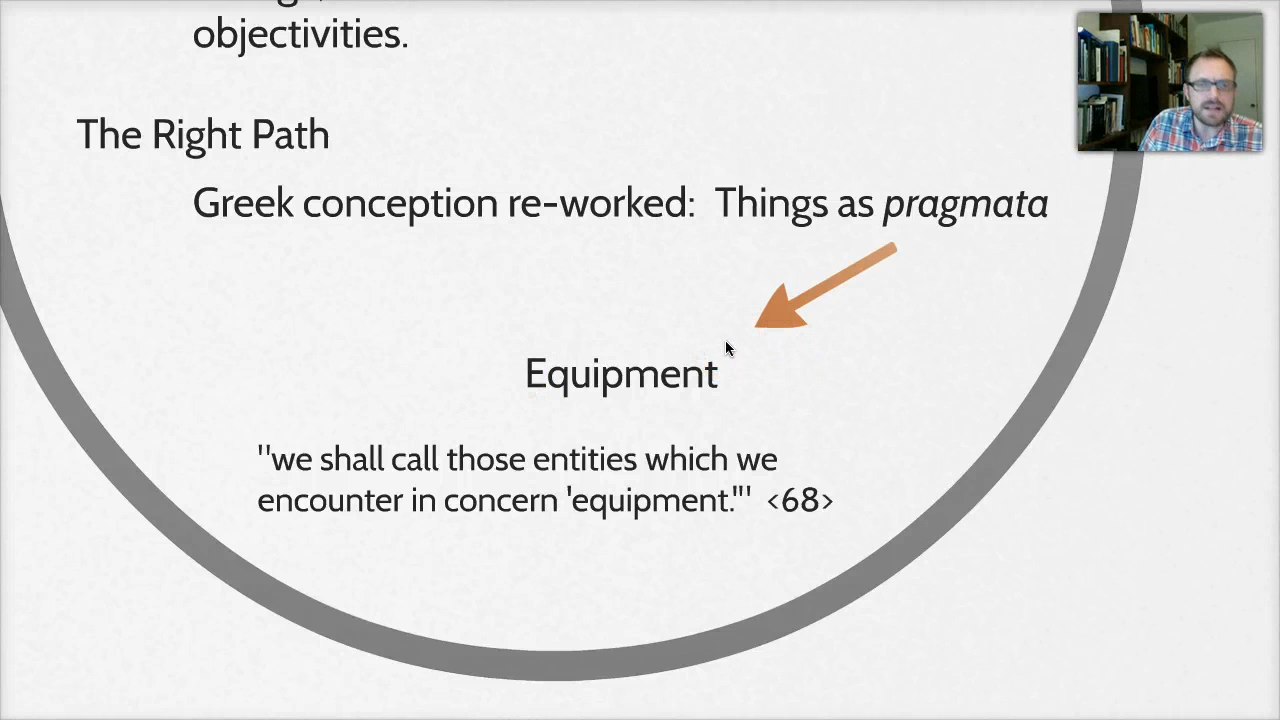 objectivities.
The Right Path
Greek conception re-worked:  Things as pragmata
Equipment
"we shall call those entities which we
encounter in concern 'equipment.'"  <68>